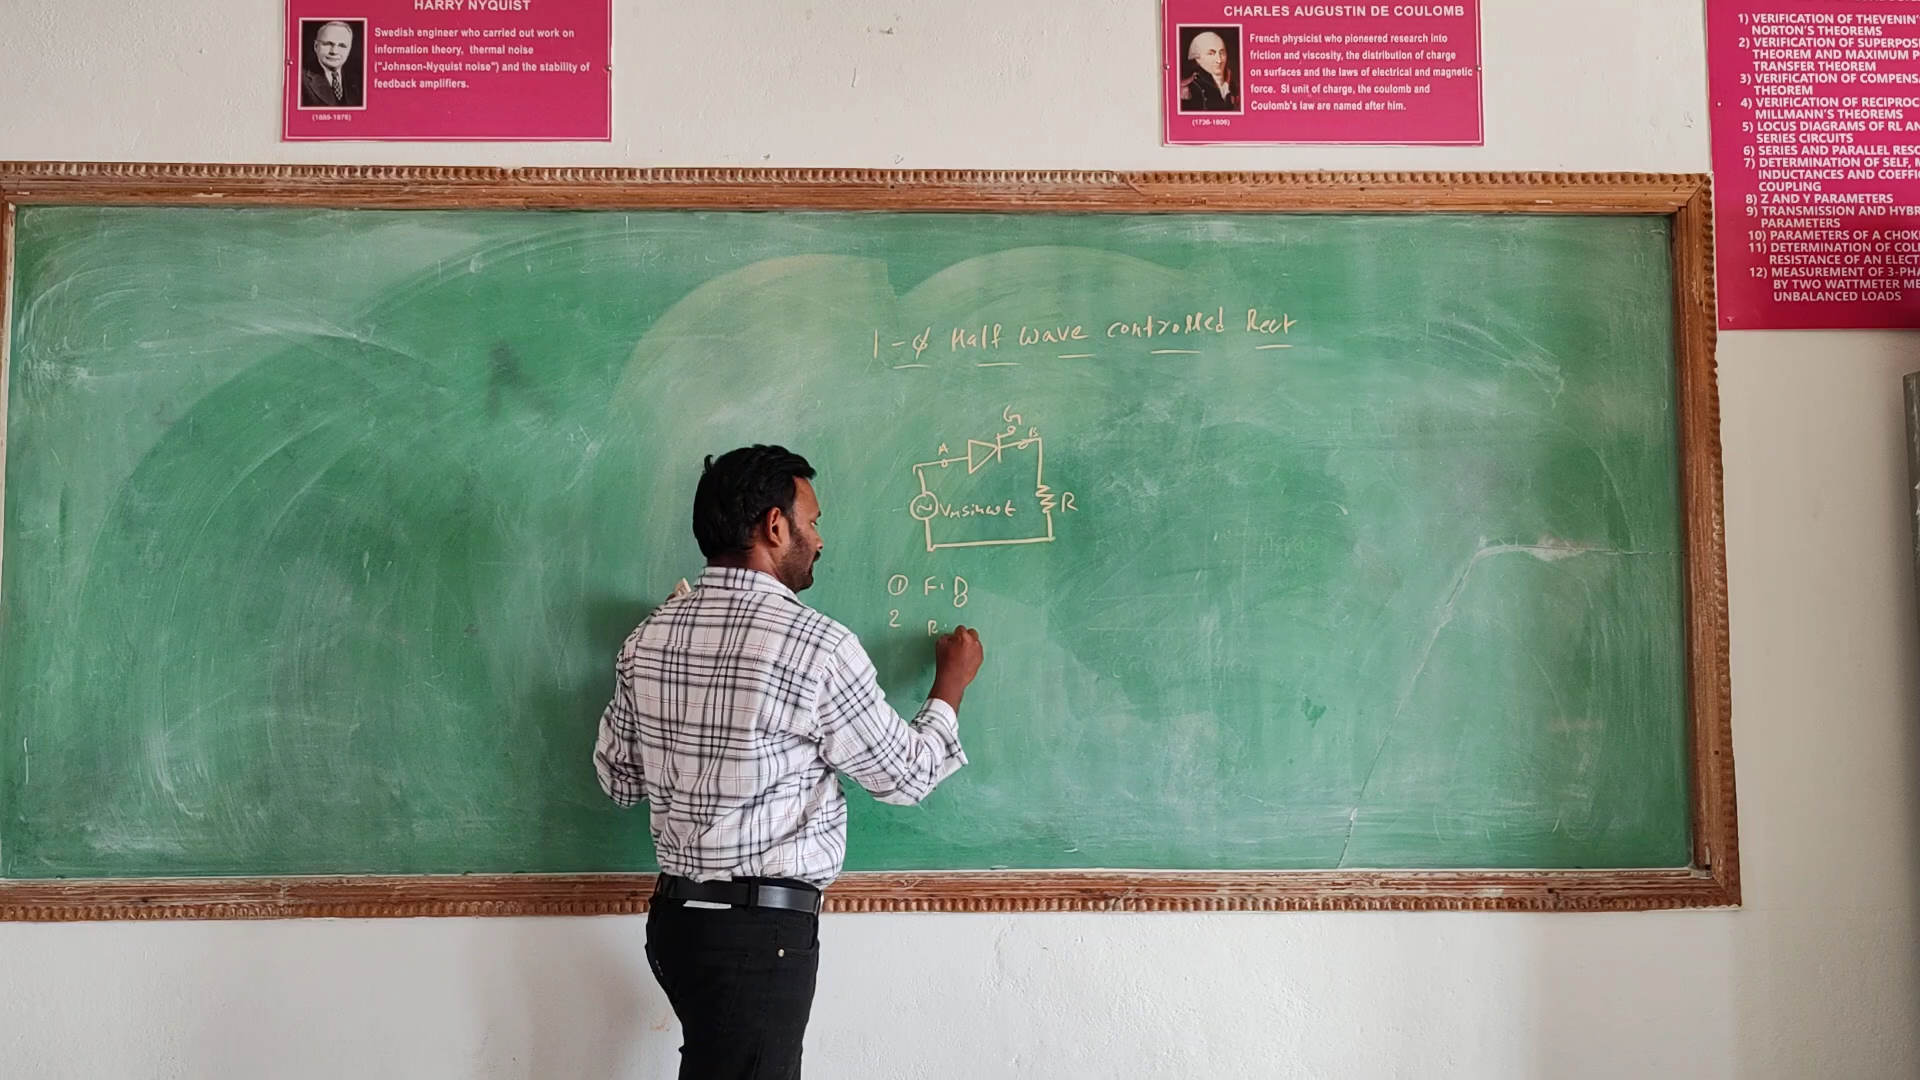 HARRY NYQUIST
Swedish engineer who carried out work on
information theory, thermal noise
("Johnson-Nyquist noise") and the stability of
feedback amplifiers.
(1889-1976)
CHARLES AUGUSTIN DE COULOMB
French physicist who pioneered research into
friction and viscosity, the distribution of charge
on surfaces and the laws of electrical and magnetic
force. SI unit of charge, the coulomb and
Coulomb's law are named after him.
(1736-1806)
1) VERIFICATION OF THEVENIN'
NORTON'S THEOREMS
2) VERIFICATION OF SUPERPOSI
THEOREM AND MAXIMUM P
TRANSFER THEOREM
3) VERIFICATION OF COMPENSA
THEOREM
4) VERIFICATION OF RECIPROC
MILLMANN'S THEOREMS
5) LOCUS DIAGRAMS OF RL AN
SERIES CIRCUITS
6) SERIES AND PARALLEL RESO
7) DETERMINATION OF SELF, M
INDUCTANCES AND COEFFI
COUPLING
8) Z AND Y PARAMETERS
9) TRANSMISSION AND HYBR
PARAMETERS
10) PARAMETERS OF A CHOK
11) DETERMINATION OF COLD
RESISTANCE OF AN ELECT
12) MEASUREMENT OF 3-PHA
BY TWO WATTMETER ME
UNBALANCED LOADS
1-φ Half wave controlled Rect
G
A
B
Vm sin ωt
R
① F.B
2 R.